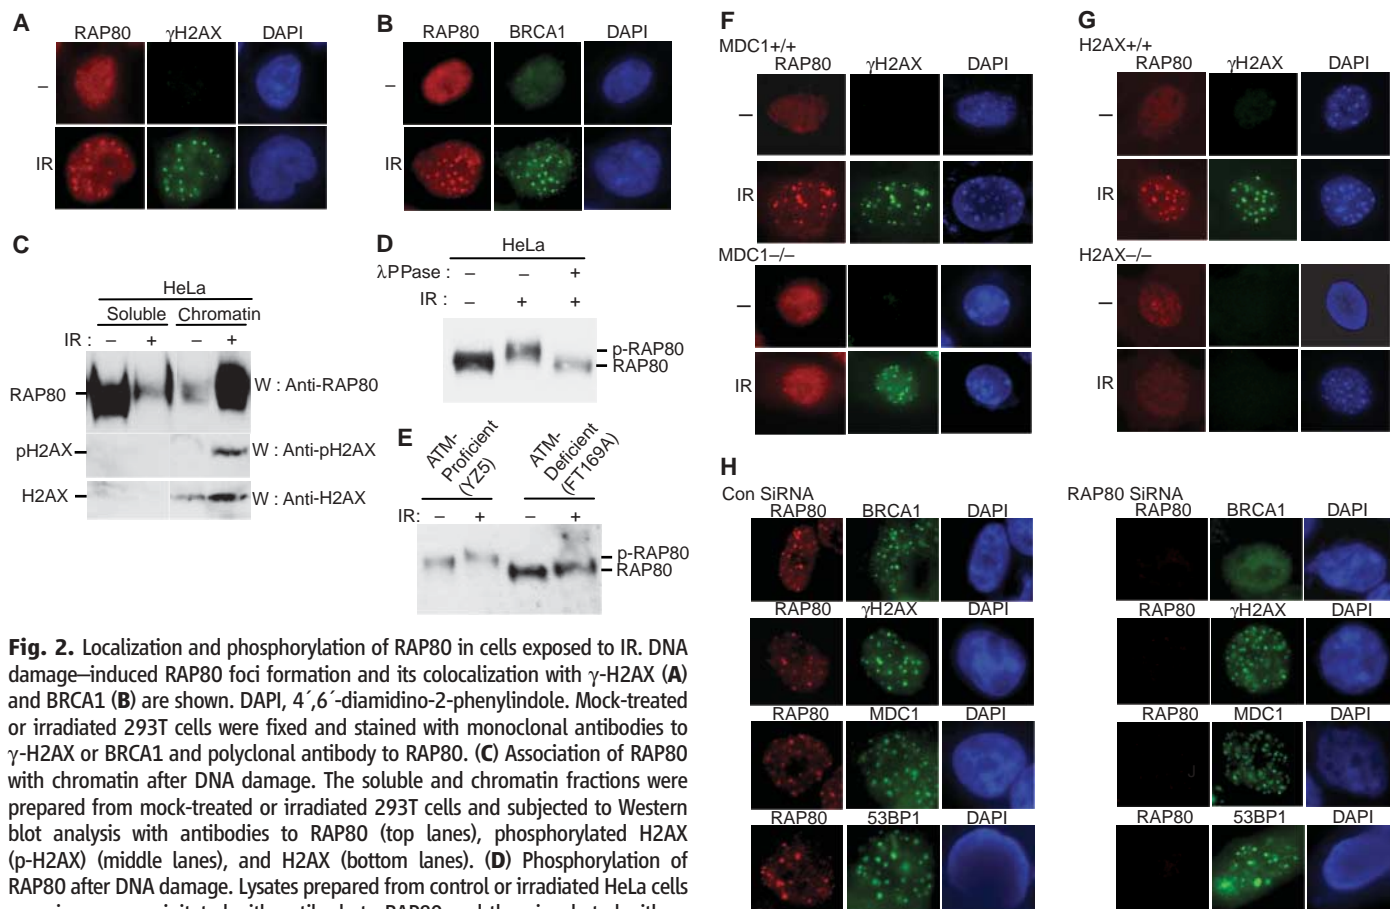 A
RAP80 γH2AX DAPI
–
IR
B
RAP80 BRCA1 DAPI
–
IR
C
HeLa
Soluble Chromatin
IR : – + – +
RAP80 W : Anti-RAP80
pH2AX W : Anti-pH2AX
H2AX W : Anti-H2AX
D
HeLa
λPPase : – – +
IR : – + +
p-RAP80
RAP80
E
ATM-Proficient (YZ5)
ATM-Deficient (FT169A)
IR: – + – +
p-RAP80
RAP80
F
MDC1+/+
RAP80 γH2AX DAPI
–
IR
MDC1–/–
–
IR
G
H2AX+/+
RAP80 γH2AX DAPI
–
IR
H2AX–/–
–
IR
H
Con SiRNA
RAP80 BRCA1 DAPI
RAP80 γH2AX DAPI
RAP80 MDC1 DAPI
RAP80 53BP1 DAPI
RAP80 SiRNA
RAP80 BRCA1 DAPI
RAP80 γH2AX DAPI
RAP80 MDC1 DAPI
RAP80 53BP1 DAPI
Fig. 2. Localization and phosphorylation of RAP80 in cells exposed to IR. DNA
damage–induced RAP80 foci formation and its colocalization with γ-H2AX (A)
and BRCA1 (B) are shown. DAPI, 4´,6´-diamidino-2-phenylindole. Mock-treated
or irradiated 293T cells were fixed and stained with monoclonal antibodies to
γ-H2AX or BRCA1 and polyclonal antibody to RAP80. (C) Association of RAP80
with chromatin after DNA damage. The soluble and chromatin fractions were
prepared from mock-treated or irradiated 293T cells and subjected to Western
blot analysis with antibodies to RAP80 (top lanes), phosphorylated H2AX
(p-H2AX) (middle lanes), and H2AX (bottom lanes). (D) Phosphorylation of
RAP80 after DNA damage. Lysates prepared from control or irradiated HeLa cells